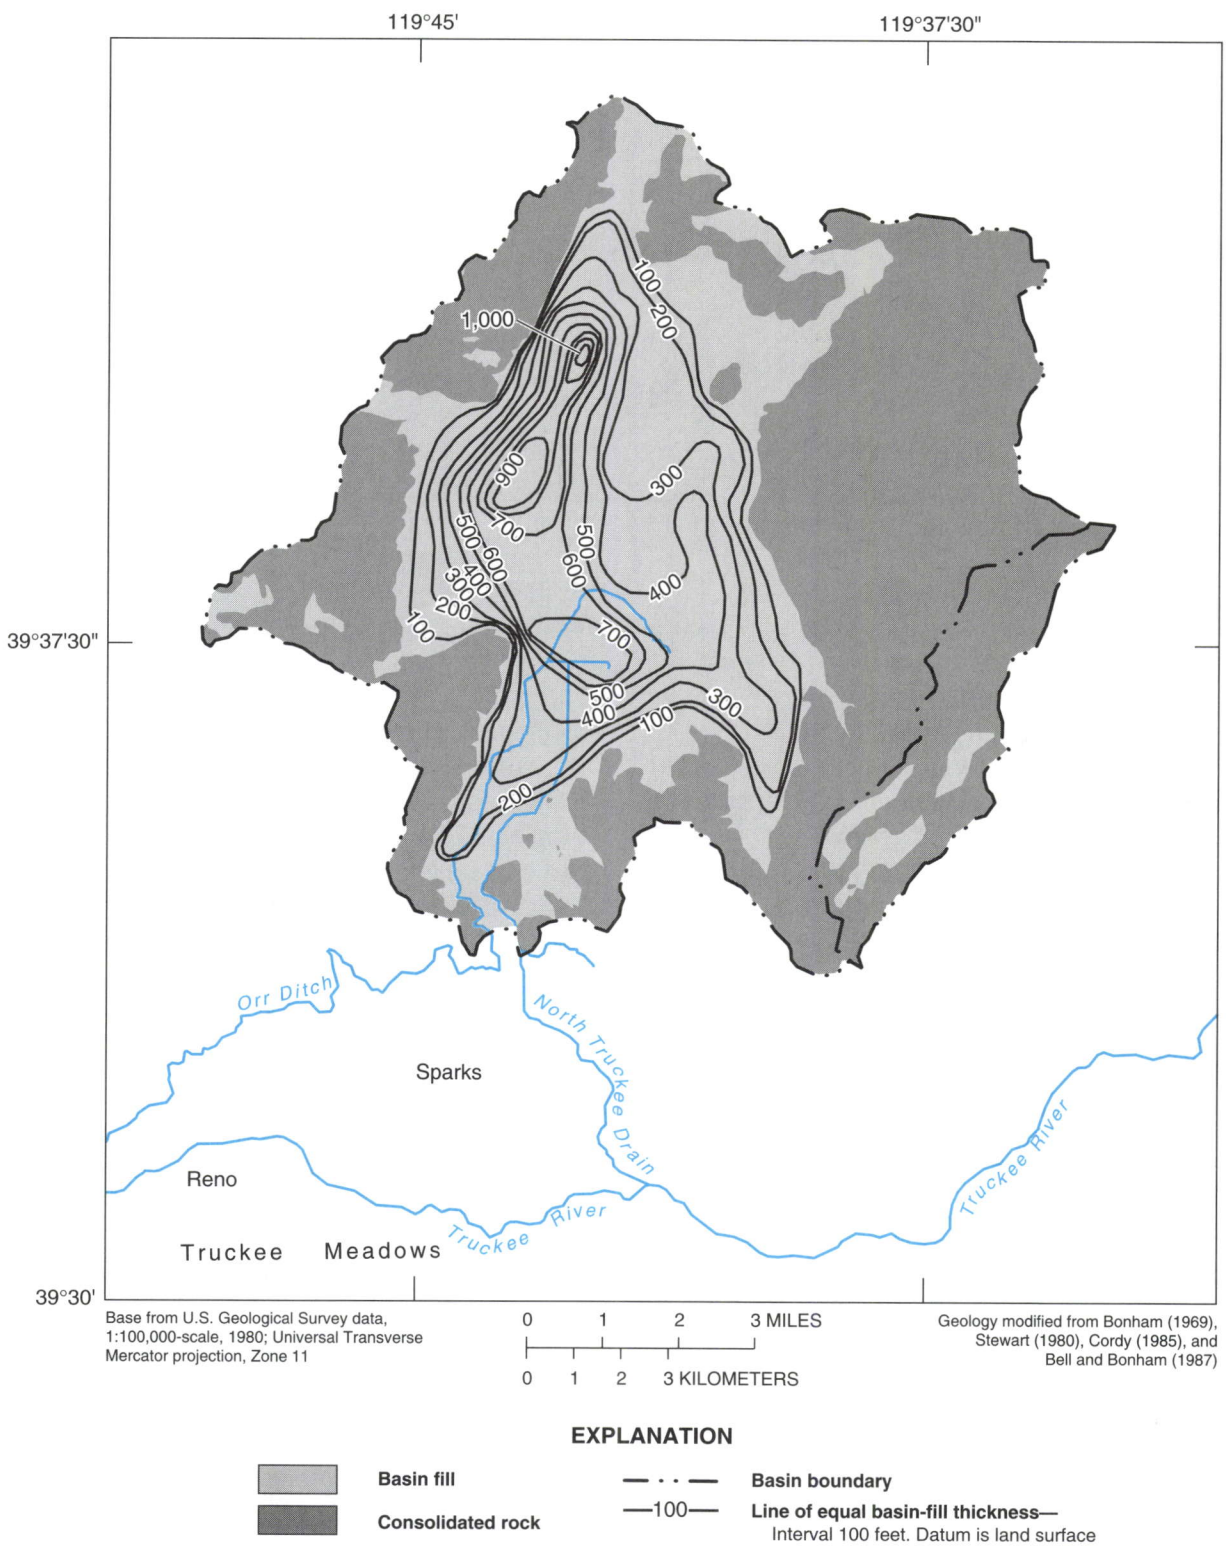 119°45'
119°37'30"
100
200
1,000
900
300
700
500
600
500
600
400
300
200
100
400
39°37'30"
700
500
400
300
100
200
Orr Ditch
North Truckee Drain
Sparks
Truckee River
Reno
Truckee River
Truckee Meadows
39°30'
Base from U.S. Geological Survey data,
1:100,000-scale, 1980; Universal Transverse
Mercator projection, Zone 11
0 1 2 3 MILES
0 1 2 3 KILOMETERS
Geology modified from Bonham (1969),
Stewart (1980), Cordy (1985), and
Bell and Bonham (1987)
EXPLANATION
Basin fill
Consolidated rock
Basin boundary
100
Line of equal basin-fill thickness—
Interval 100 feet. Datum is land surface